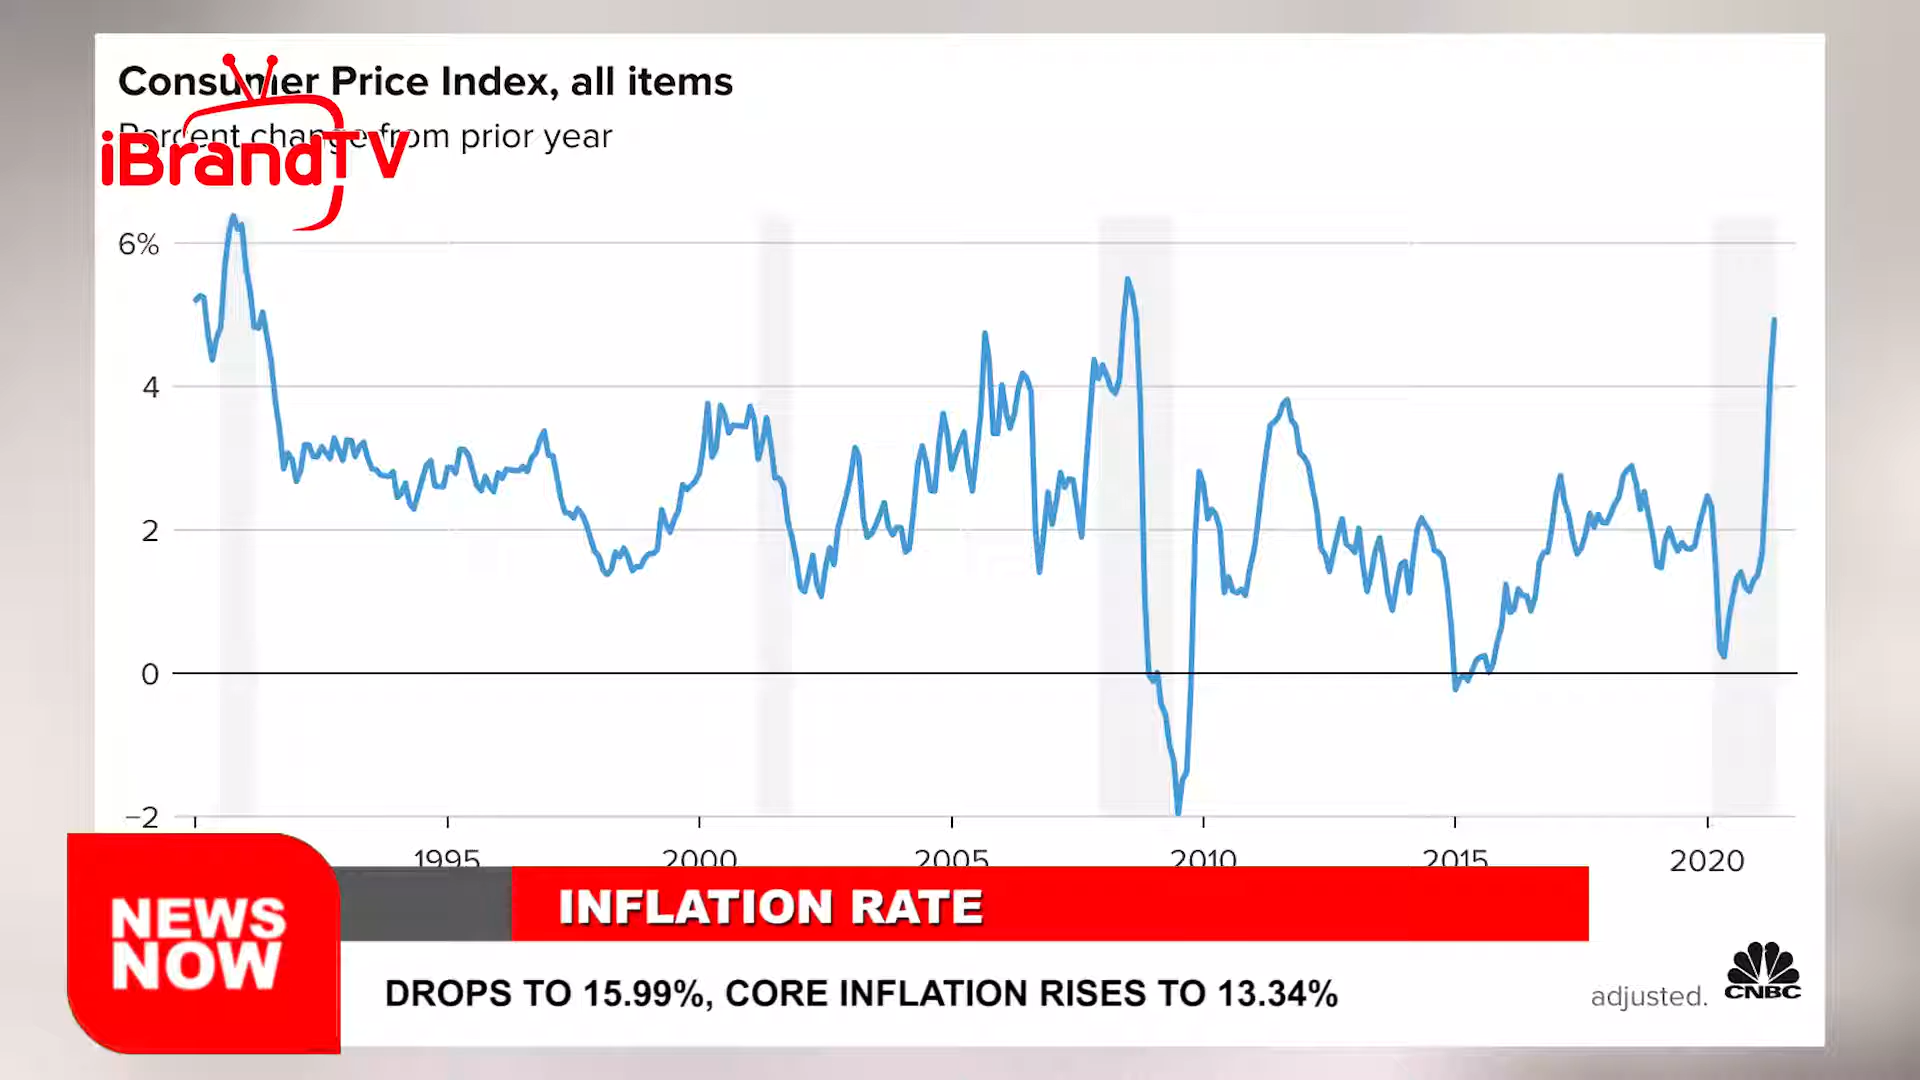 Consumer Price Index, all items
Percent change from prior year
iBrandTV
6%
4
2
0
−2
1995 2000 2005 2010 2015 2020
NEWS
NOW
INFLATION RATE
DROPS TO 15.99%, CORE INFLATION RISES TO 13.34%
adjusted.
CNBC